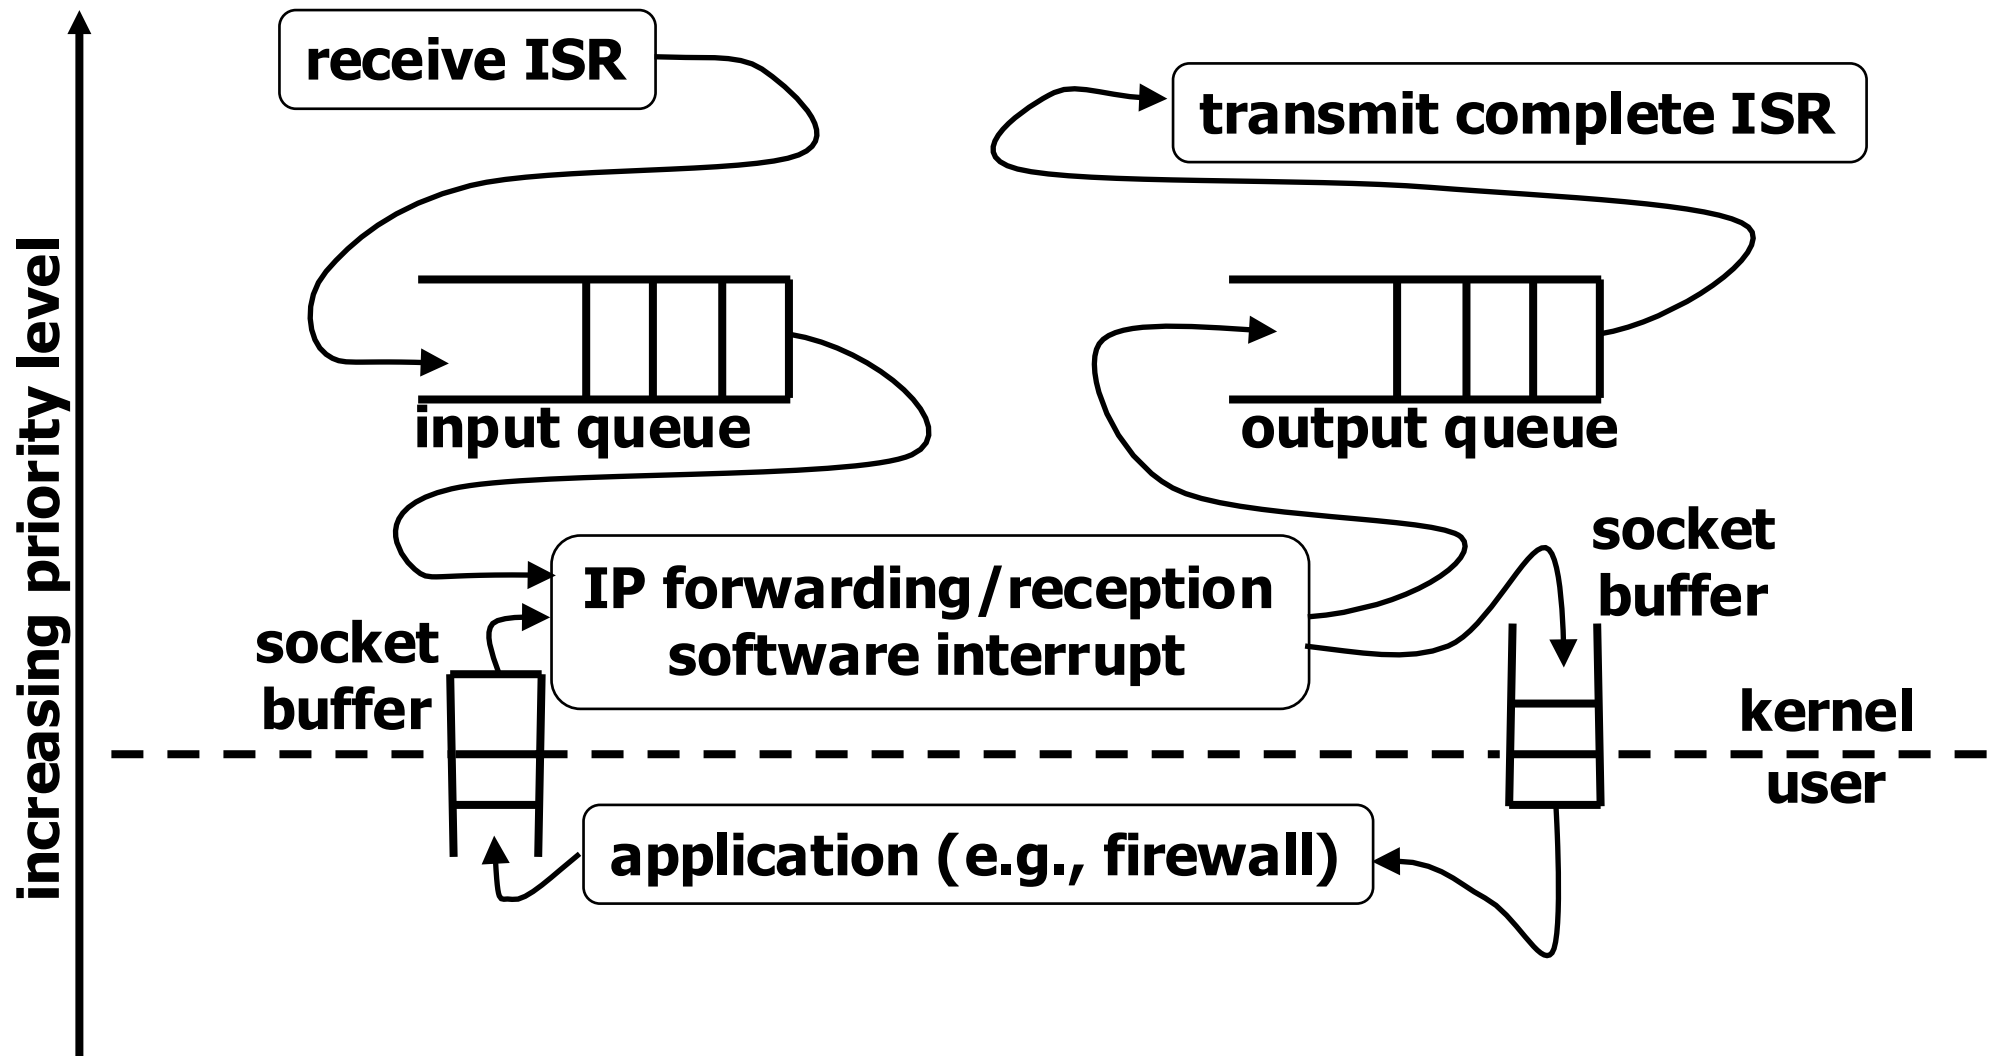 increasing priority level
receive ISR
transmit complete ISR
input queue
output queue
IP forwarding/reception
software interrupt
socket
buffer
socket
buffer
kernel
user
application (e.g., firewall)